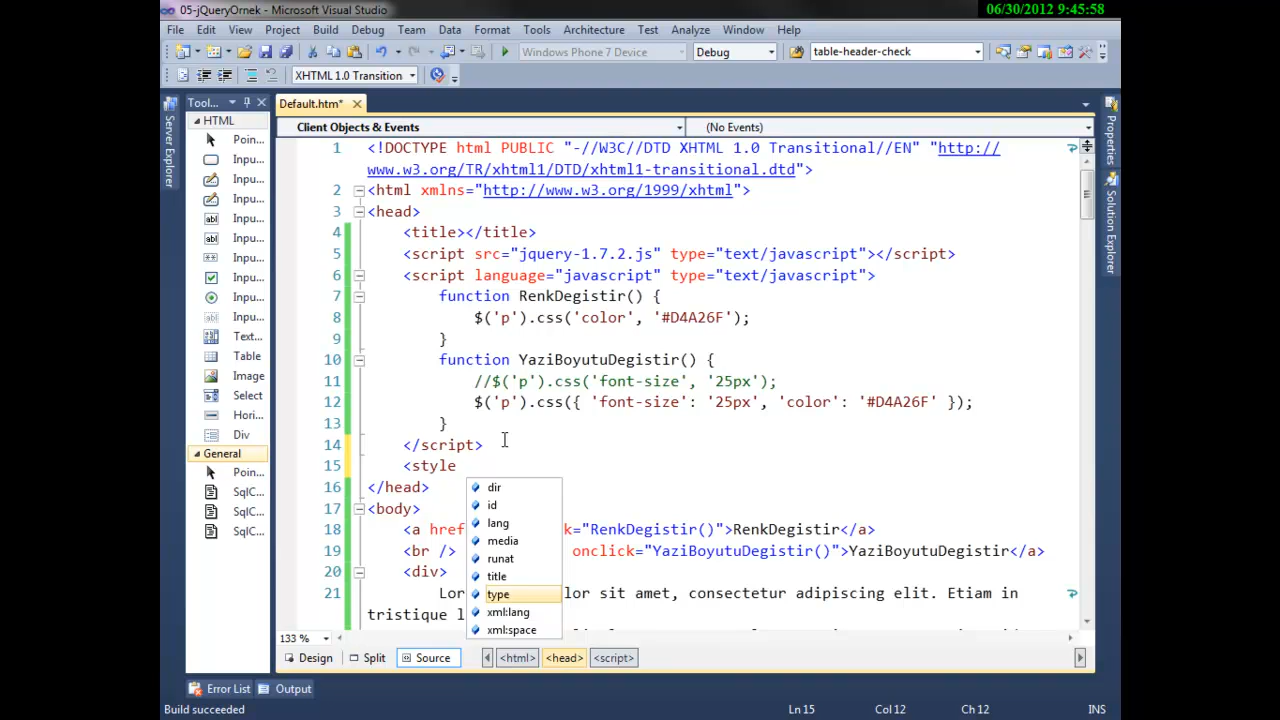 05-jQueryOrnek - Microsoft Visual Studio
06/30/2012 9:45:58
File Edit View Project Build Debug Team Data Format Tools Architecture Test Analyze Window Help
Windows Phone 7 Device Debug table-header-check
XHTML 1.0 Transition
Tool... Default.htm*
Client Objects & Events (No Events)
Server Explorer
Properties
Solution Explorer
HTML
Poin...
Inpu...
Inpu...
Inpu...
Inpu...
Inpu...
Inpu...
Inpu...
Inpu...
Inpu...
Text...
Table
Image
Select
Hori...
Div
General
Poin...
SqlC...
SqlC...
SqlC...
1 <!DOCTYPE html PUBLIC "-//W3C//DTD XHTML 1.0 Transitional//EN" "http://
www.w3.org/TR/xhtml1/DTD/xhtml1-transitional.dtd">
2 <html xmlns="http://www.w3.org/1999/xhtml">
3 <head>
4 <title></title>
5 <script src="jquery-1.7.2.js" type="text/javascript"></script>
6 <script language="javascript" type="text/javascript">
7 function RenkDegistir() {
8 $('p').css('color', '#D4A26F');
9 }
10 function YaziBoyutuDegistir() {
11 //$('p').css('font-size', '25px');
12 $('p').css({ 'font-size': '25px', 'color': '#D4A26F' });
13 }
14 </script>
15 <style
16 </head>
17 <body>
18 <a href k="RenkDegistir()">RenkDegistir</a>
19 <br /> onclick="YaziBoyutuDegistir()">YaziBoyutuDegistir</a>
20 <div>
21 Lor lor sit amet, consectetur adipiscing elit. Etiam in
tristique l
dir
id
lang
media
runat
title
type
xml:lang
xml:space
133 %
Design Split Source <html> <head> <script>
Error List Output
Build succeeded Ln 15 Col 12 Ch 12 INS